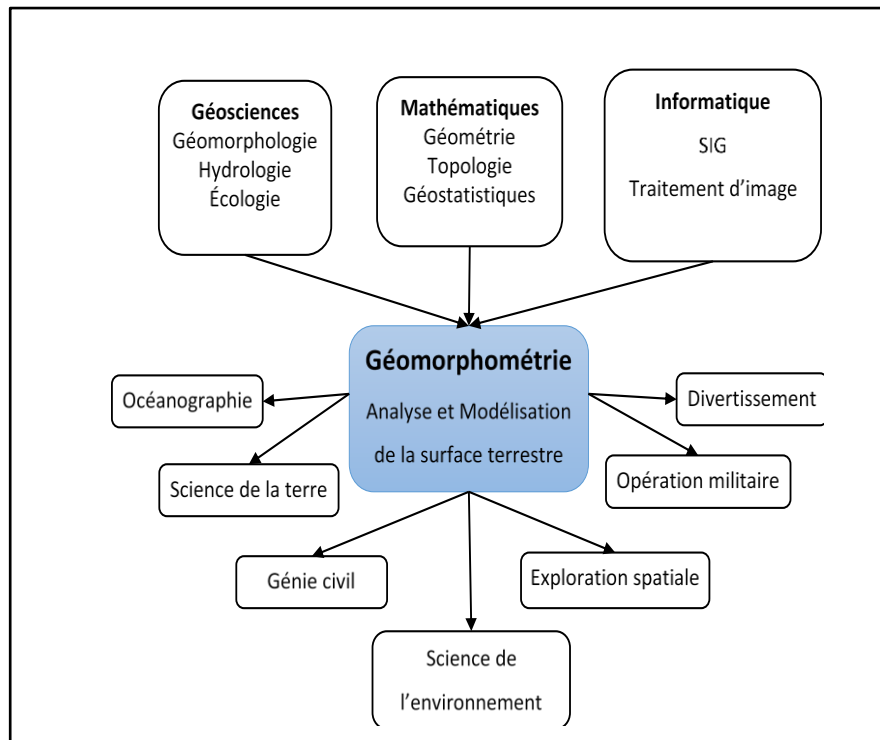 Géosciences
Géomorphologie
Hydrologie
Écologie
Mathématiques
Géométrie
Topologie
Géostatistiques
Informatique
SIG
Traitement d’image
Géomorphométrie
Analyse et Modélisation
de la surface terrestre
Océanographie
Divertissement
Science de la terre
Opération militaire
Génie civil
Exploration spatiale
Science de
l’environnement